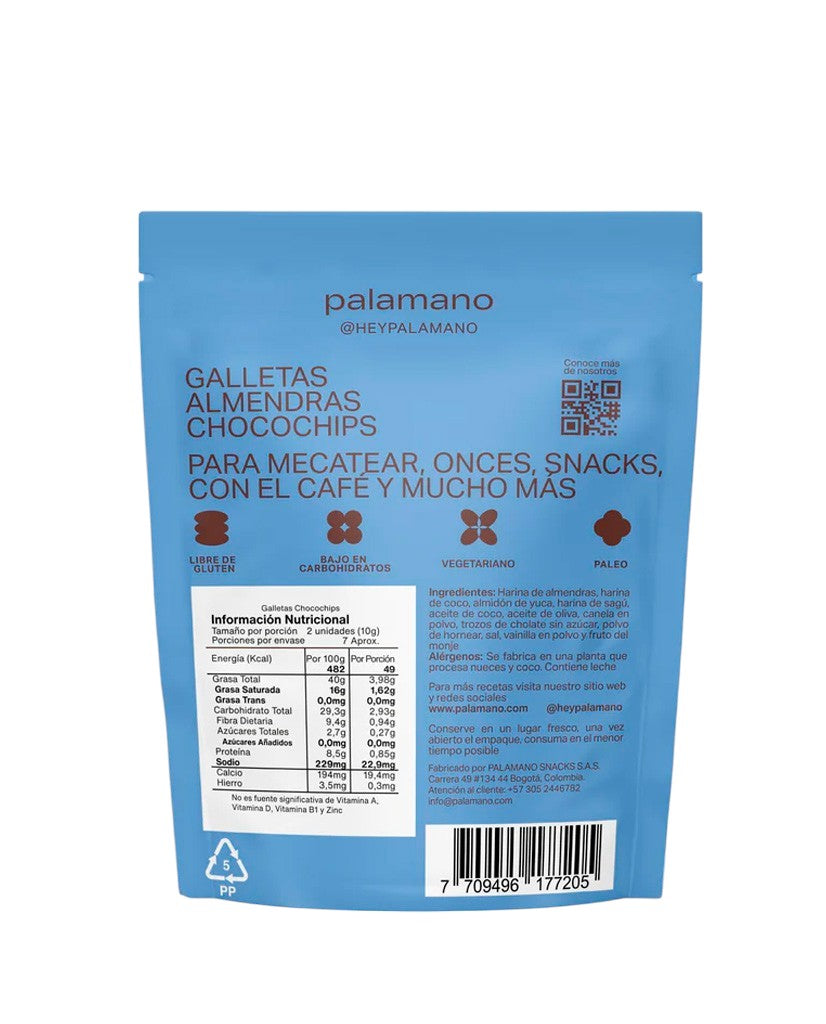 palamano
@HEYPALAMANO
Conoce más
de nosotros
GALLETAS
ALMENDRAS
CHOCOCHIPS
PARA MECATEAR, ONCES, SNACKS,
CON EL CAFÉ Y MUCHO MÁS
LIBRE DE
GLUTEN
BAJO EN
CARBOHIDRATOS
VEGETARIANO
PALEO
Galletas Chocochips
Información Nutricional
Tamaño por porción 2 unidades (10g)
Porciones por envase 7 Aprox.
Energía (Kcal) Por 100g Por Porción
482 49
Grasa Total 40g 3,98g
Grasa Saturada 16g 1,62g
Grasa Trans 0,0mg 0,0mg
Carbohidrato Total 29,3g 2,93g
Fibra Dietaria 9,4g 0,94g
Azúcares Totales 2,7g 0,27g
Azúcares Añadidos 0,0mg 0,0mg
Proteína 8,5g 0,85g
Sodio 229mg 22,9mg
Calcio 194mg 19,4mg
Hierro 3,5mg 0,3mg
No es fuente significativa de Vitamina A,
Vitamina D, Vitamina B1 y Zinc
Ingredientes: Harina de almendras, harina
de coco, almidón de yuca, harina de sagú,
aceite de coco, aceite de oliva, canela en
polvo, trozos de cholate sin azúcar, polvo
de hornear, sal, vainilla en polvo y fruto del
monje
Alérgenos: Se fabrica en una planta que
procesa nueces y coco. Contiene leche
Para más recetas visita nuestro sitio web
y redes sociales
www.palamano.com @heypalamano
Conserve en un lugar fresco, una vez
abierto el empaque, consuma en el menor
tiempo posible
Fabricado por PALAMANO SNACKS S.A.S.
Carrera 49 #134 44 Bogotá, Colombia.
Atención al cliente: +57 305 2446782
info@palamano.com
5
PP
7 709496 177205